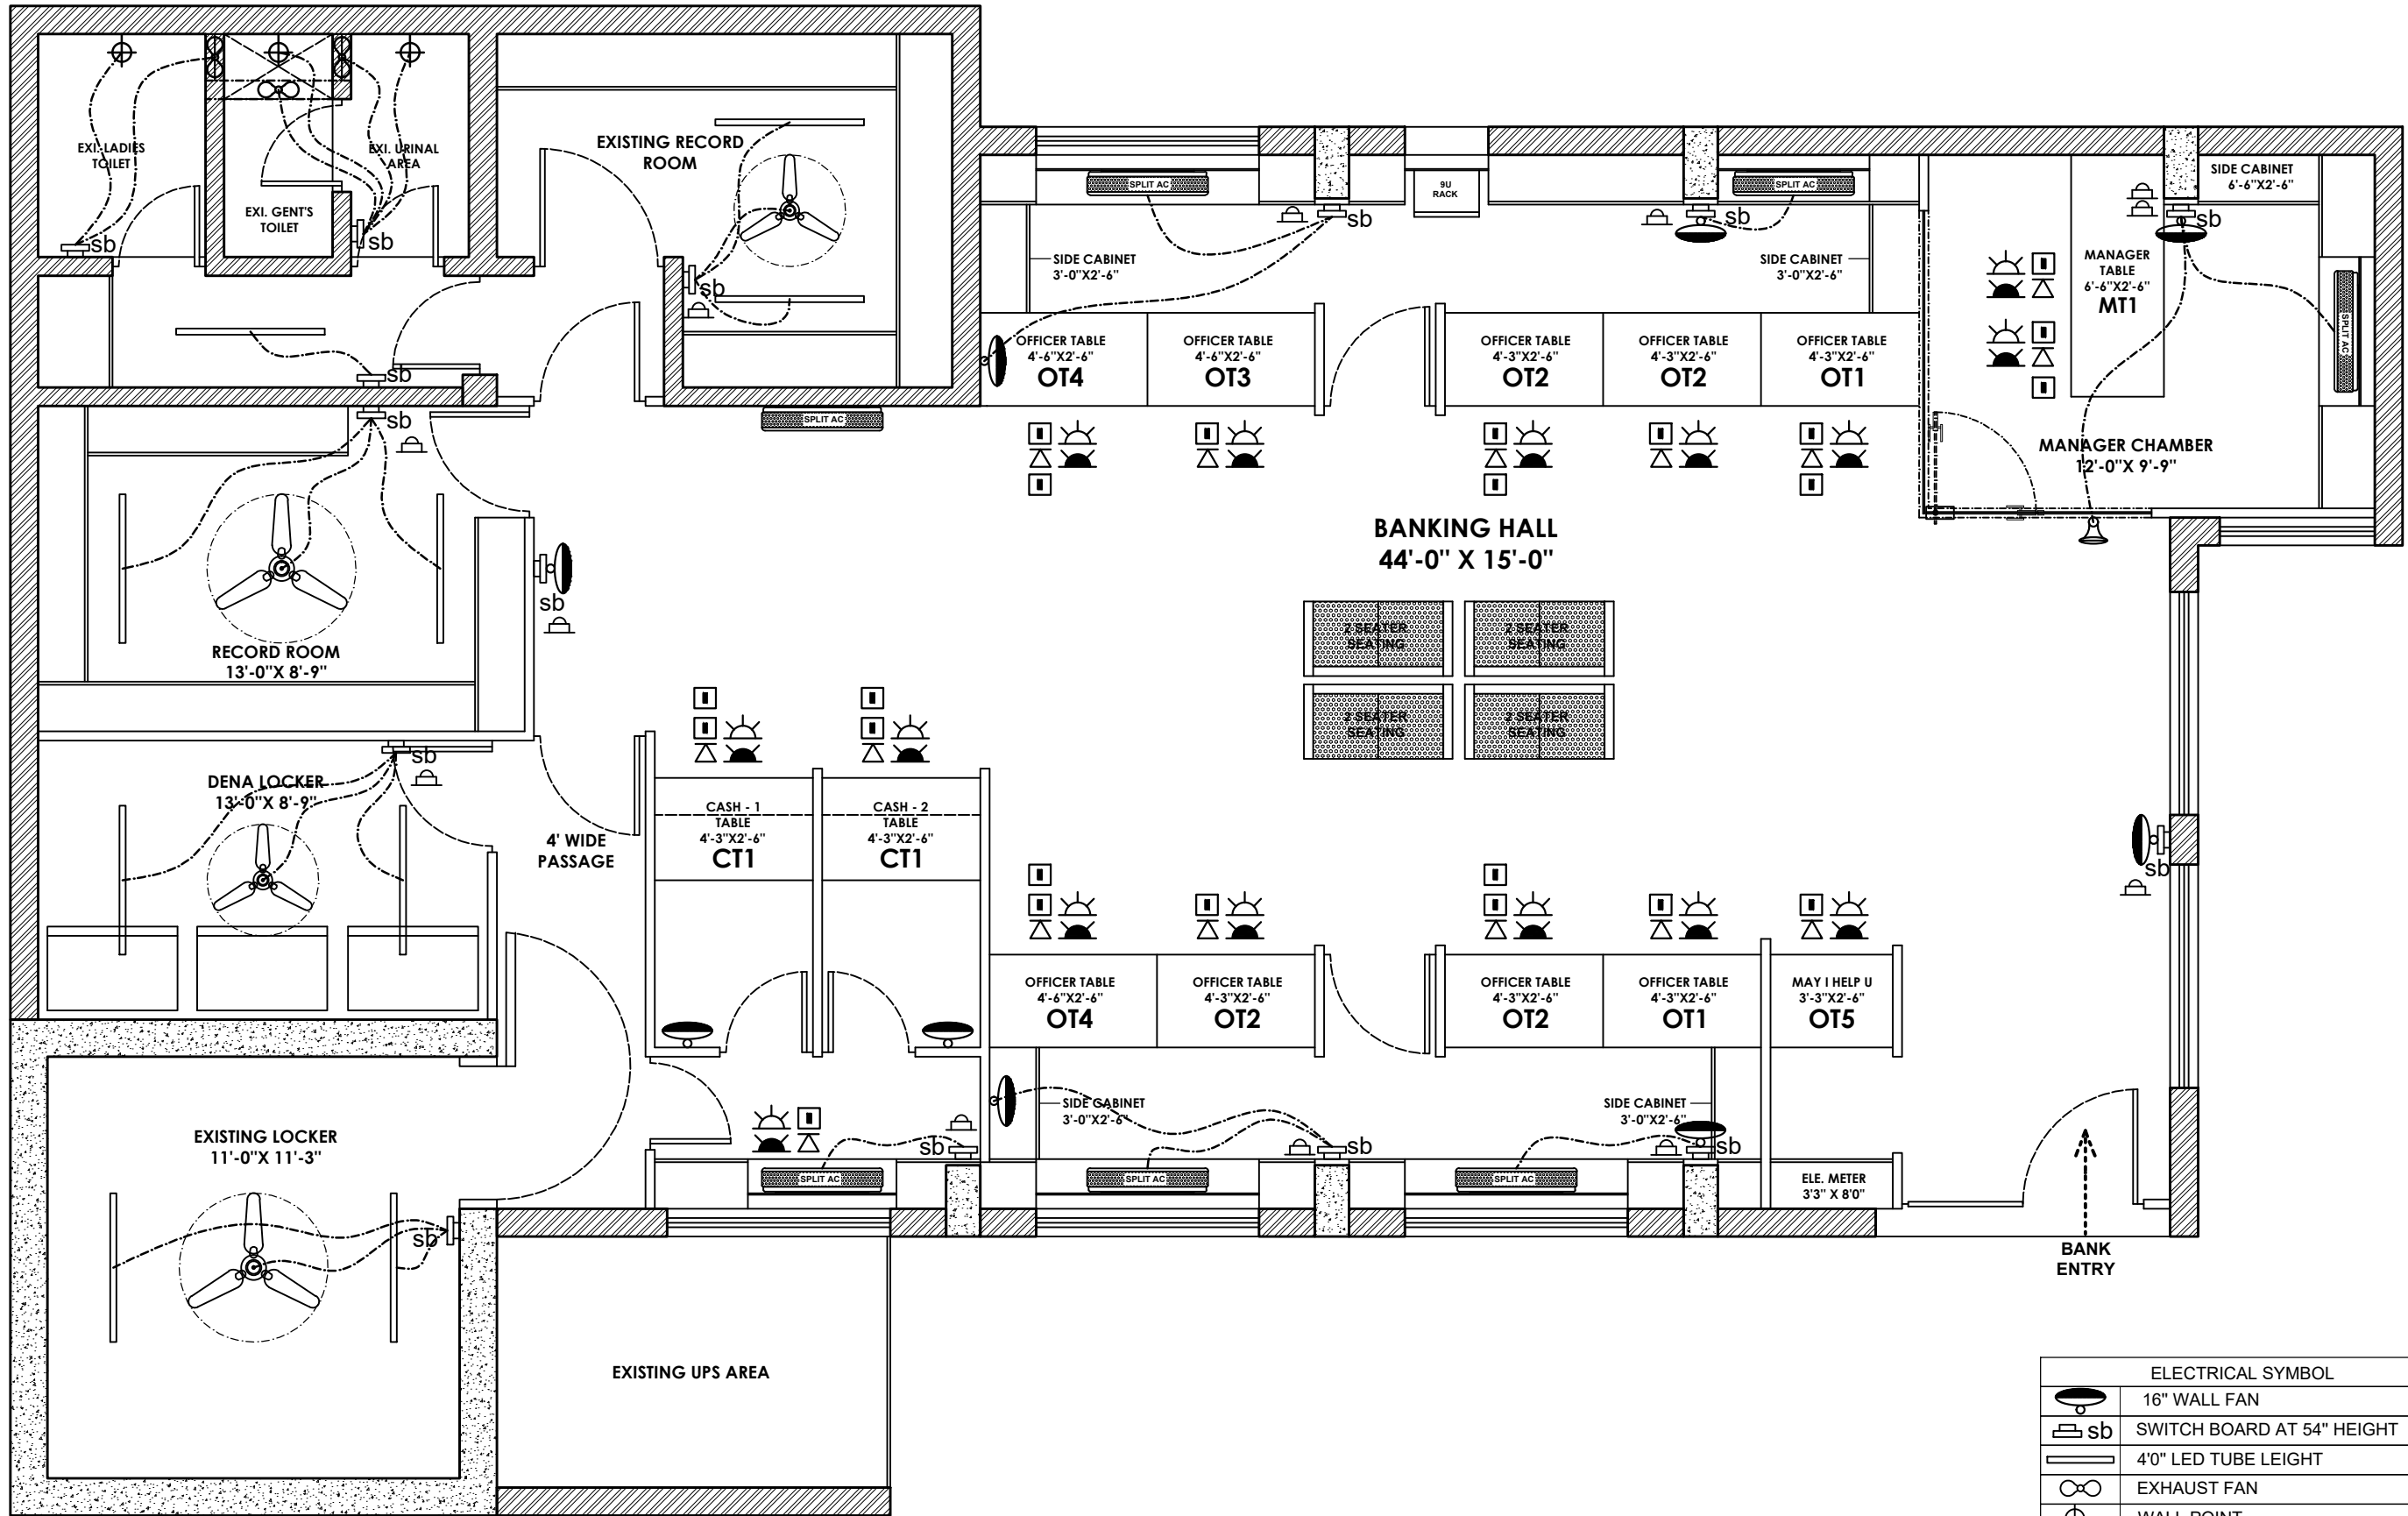 EXI. LADIES
TOILET
EXI. URINAL
AREA
EXI. GENT'S
TOILET
sb
sb
EXISTING RECORD
ROOM
sb
sb
SPLIT AC
sb
9U
RACK
sb
SPLIT AC
SIDE CABINET
3'-0"X2'-6"
SIDE CABINET
3'-0"X2'-6"
SIDE CABINET
6'-6"X2'-6"
sb
MANAGER
TABLE
6'-6"X2'-6"
MT1
SPLIT AC
MANAGER CHAMBER
12'-0"X 9'-9"
OFFICER TABLE
4'-6"X2'-6"
OT4
OFFICER TABLE
4'-6"X2'-6"
OT3
OFFICER TABLE
4'-3"X2'-6"
OT2
OFFICER TABLE
4'-3"X2'-6"
OT2
OFFICER TABLE
4'-3"X2'-6"
OT1
SPLIT AC
sb
RECORD ROOM
13'-0"X 8'-9"
sb
BANKING HALL
44'-0" X 15'-0"
2 SEATER
SEATING
2 SEATER
SEATING
2 SEATER
SEATING
2 SEATER
SEATING
sb
DENA LOCKER
13'-0"X 8'-9"
4' WIDE
PASSAGE
CASH - 1
TABLE
4'-3"X2'-6"
CT1
CASH - 2
TABLE
4'-3"X2'-6"
CT1
sb
OFFICER TABLE
4'-6"X2'-6"
OT4
OFFICER TABLE
4'-3"X2'-6"
OT2
OFFICER TABLE
4'-3"X2'-6"
OT2
OFFICER TABLE
4'-3"X2'-6"
OT1
MAY I HELP U
3'-3"X2'-6"
OT5
SIDE CABINET
3'-0"X2'-6"
SIDE CABINET
3'-0"X2'-6"
sb
sb
sb
SPLIT AC
SPLIT AC
SPLIT AC
ELE. METER
3'3" X 8'0"
EXISTING LOCKER
11'-0"X 11'-3"
sb
BANK
ENTRY
EXISTING UPS AREA
ELECTRICAL SYMBOL
16" WALL FAN
sb SWITCH BOARD AT 54" HEIGHT
4'0" LED TUBE LEIGHT
EXHAUST FAN
WALL POINT